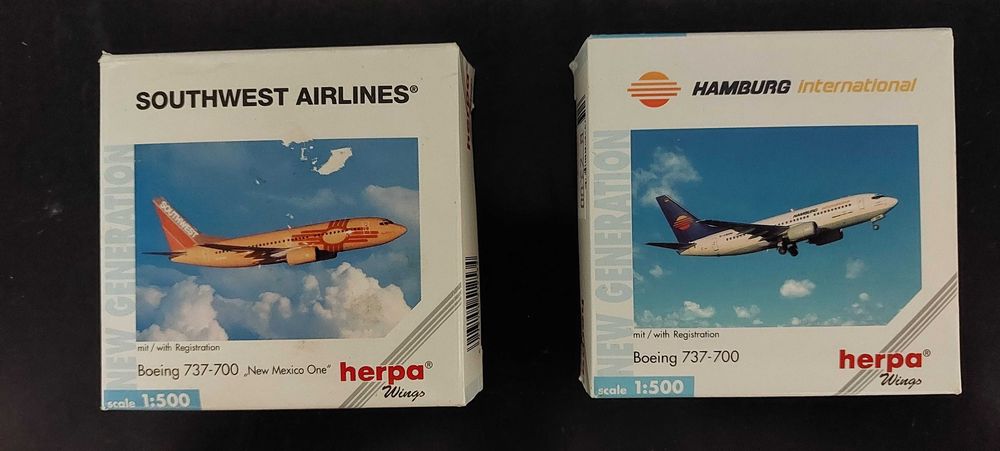 SOUTHWEST AIRLINES®
NEW GENERATION
SOUTHWEST
mit / with Registration
Boeing 737-700 „New Mexico One"
herpa®
Wings
scale 1:500
HAMBURG international
NEW GENERATION
HAMBURG
mit / with Registration
Boeing 737-700
herpa®
Wings
scale 1:500